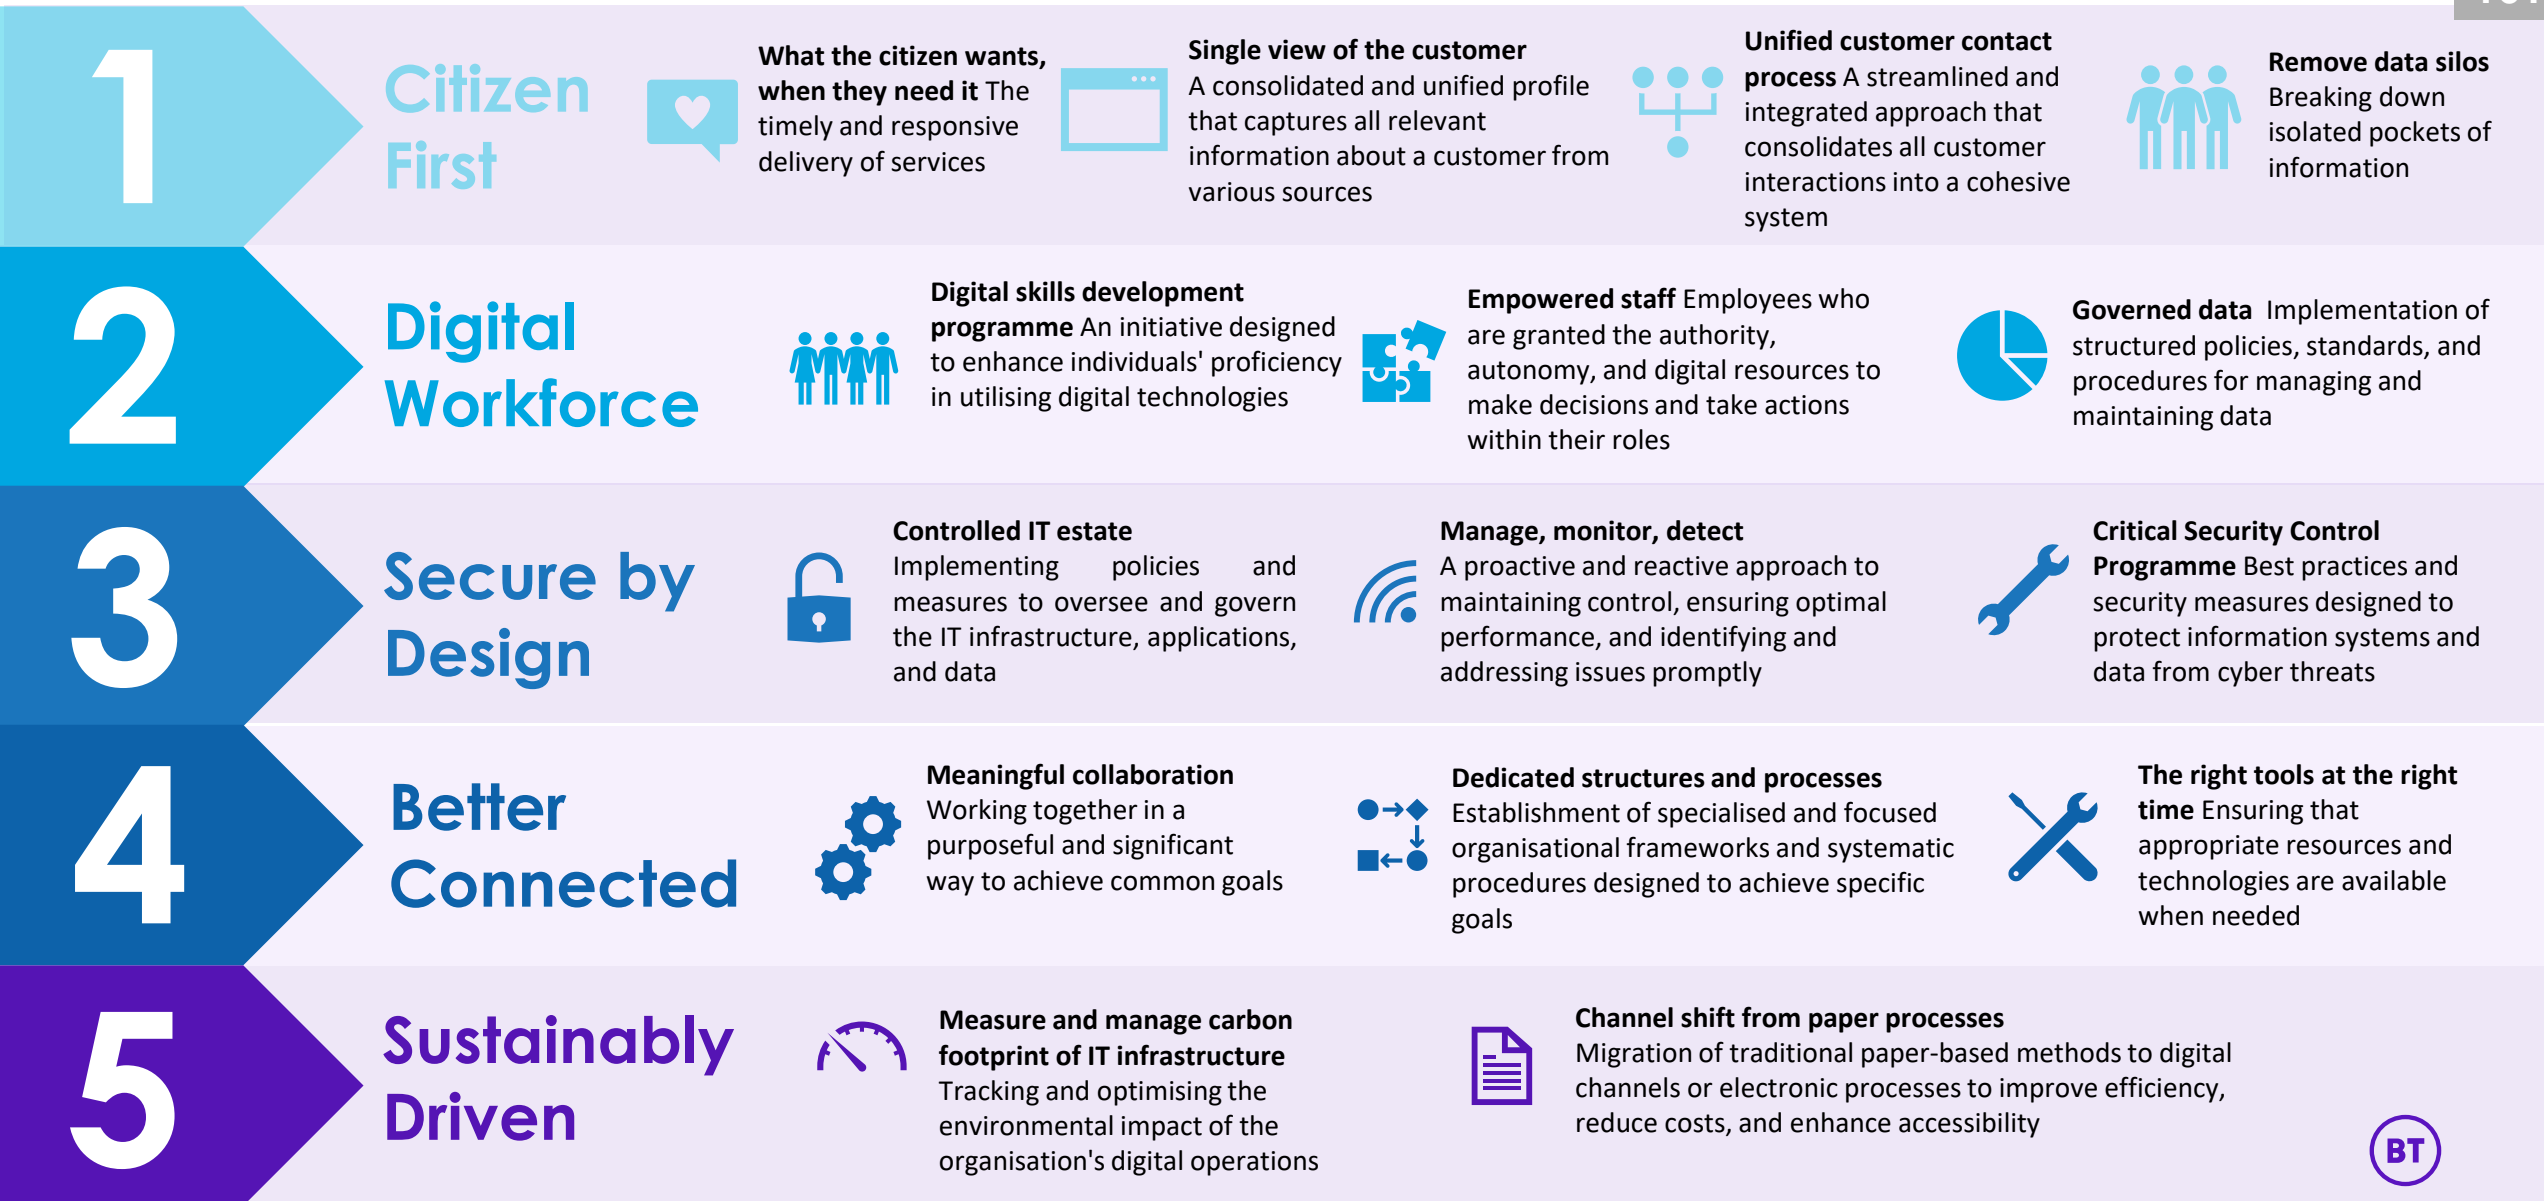 1
Citizen
First
What the citizen wants,
when they need it The
timely and responsive
delivery of services
Single view of the customer
A consolidated and unified profile
that captures all relevant
information about a customer from
various sources
Unified customer contact
process A streamlined and
integrated approach that
consolidates all customer
interactions into a cohesive
system
Remove data silos
Breaking down
isolated pockets of
information
2
Digital
Workforce
Digital skills development
programme An initiative designed
to enhance individuals' proficiency
in utilising digital technologies
Empowered staff Employees who
are granted the authority,
autonomy, and digital resources to
make decisions and take actions
within their roles
Governed data Implementation of
structured policies, standards, and
procedures for managing and
maintaining data
3
Secure by
Design
Controlled IT estate
Implementing policies and
measures to oversee and govern
the IT infrastructure, applications,
and data
Manage, monitor, detect
A proactive and reactive approach to
maintaining control, ensuring optimal
performance, and identifying and
addressing issues promptly
Critical Security Control
Programme Best practices and
security measures designed to
protect information systems and
data from cyber threats
4
Better
Connected
Meaningful collaboration
Working together in a
purposeful and significant
way to achieve common goals
Dedicated structures and processes
Establishment of specialised and focused
organisational frameworks and systematic
procedures designed to achieve specific
goals
The right tools at the right
time Ensuring that
appropriate resources and
technologies are available
when needed
5
Sustainably
Driven
Measure and manage carbon
footprint of IT infrastructure
Tracking and optimising the
environmental impact of the
organisation's digital operations
Channel shift from paper processes
Migration of traditional paper-based methods to digital
channels or electronic processes to improve efficiency,
reduce costs, and enhance accessibility
BT